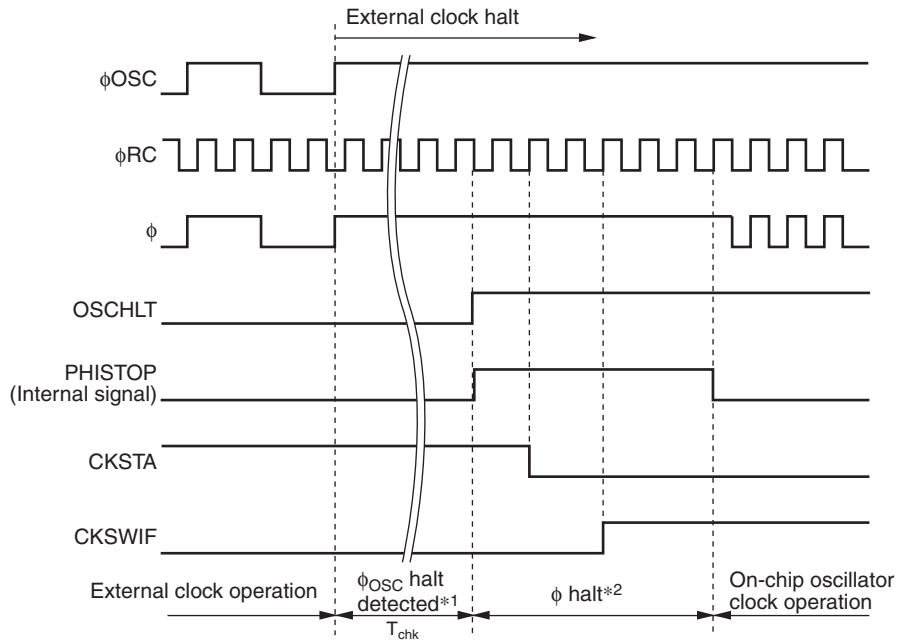 External clock halt
ϕOSC
ϕRC
ϕ
OSCHLT
PHISTOP
(Internal signal)
CKSTA
CKSWIF
External clock operation
ϕOSC halt
detected*1
Tchk
ϕ halt*2
On-chip oscillator
clock operation